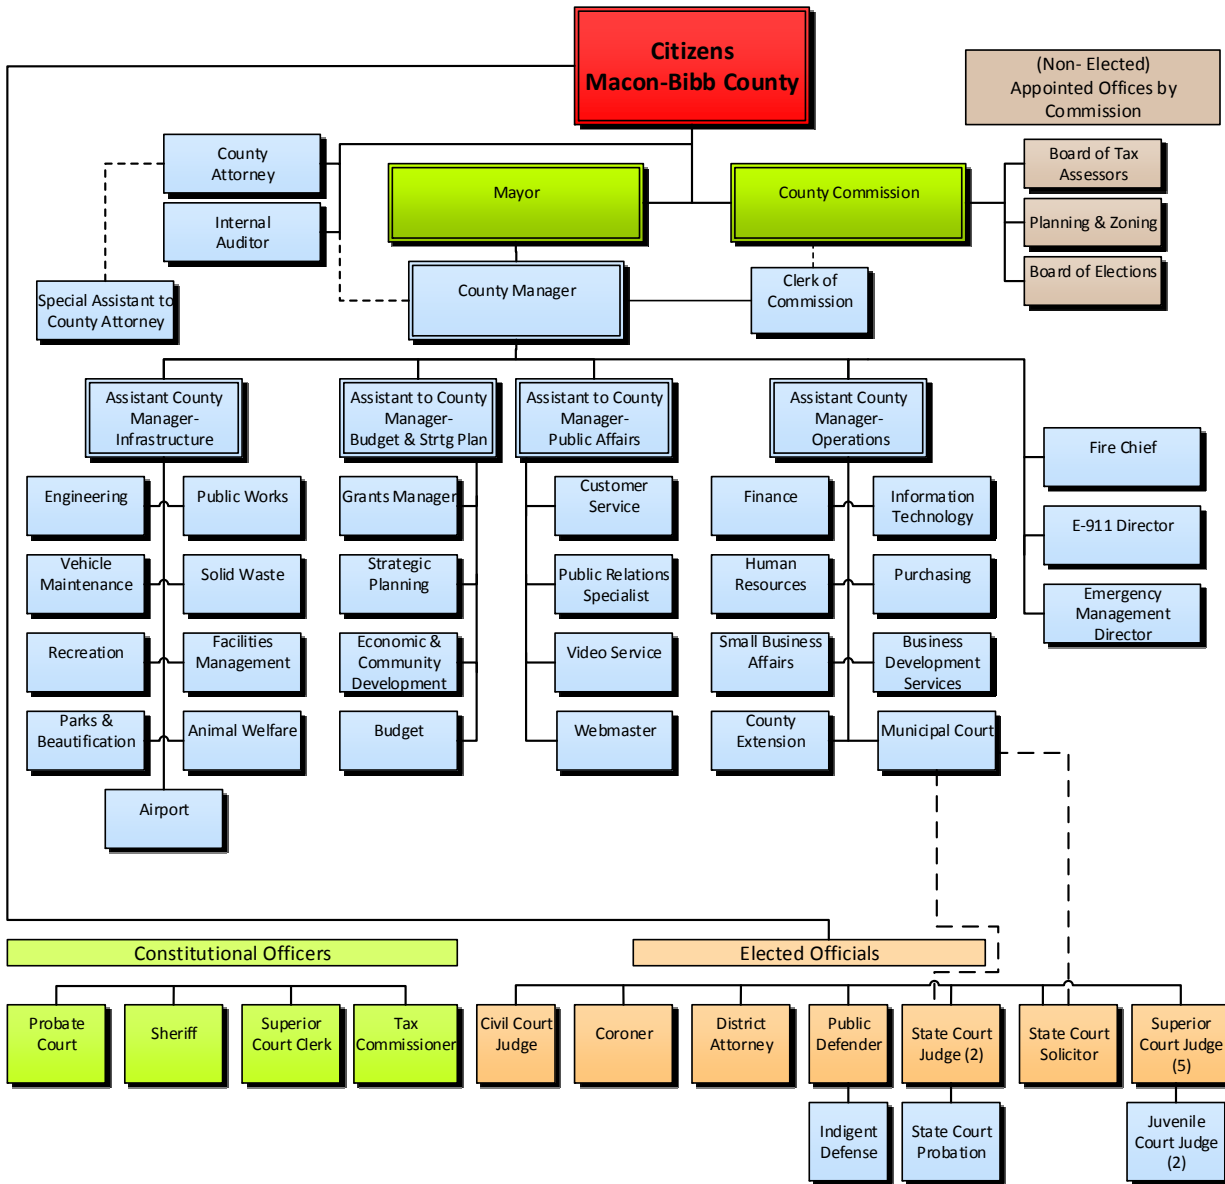 Citizens
Macon-Bibb County
(Non- Elected)
Appointed Offices by
Commission
County
Attorney
Internal
Auditor
Special Assistant to
County Attorney
Mayor
County Commission
Board of Tax
Assessors
Planning & Zoning
Board of Elections
County Manager
Clerk of
Commission
Assistant County
Manager-
Infrastructure
Assistant to County
Manager-
Budget & Strtg Plan
Assistant to County
Manager-
Public Affairs
Assistant County
Manager-
Operations
Fire Chief
E-911 Director
Emergency
Management
Director
Engineering
Public Works
Vehicle
Maintenance
Solid Waste
Recreation
Facilities
Management
Parks &
Beautification
Animal Welfare
Airport
Grants Manager
Strategic
Planning
Economic &
Community
Development
Budget
Customer
Service
Public Relations
Specialist
Video Service
Webmaster
Finance
Information
Technology
Human
Resources
Purchasing
Small Business
Affairs
Business
Development
Services
County
Extension
Municipal Court
Constitutional Officers
Elected Officials
Probate
Court
Sheriff
Superior
Court Clerk
Tax
Commissioner
Civil Court
Judge
Coroner
District
Attorney
Public
Defender
State Court
Judge (2)
State Court
Solicitor
Superior
Court Judge
(5)
Indigent
Defense
State Court
Probation
Juvenile
Court Judge
(2)